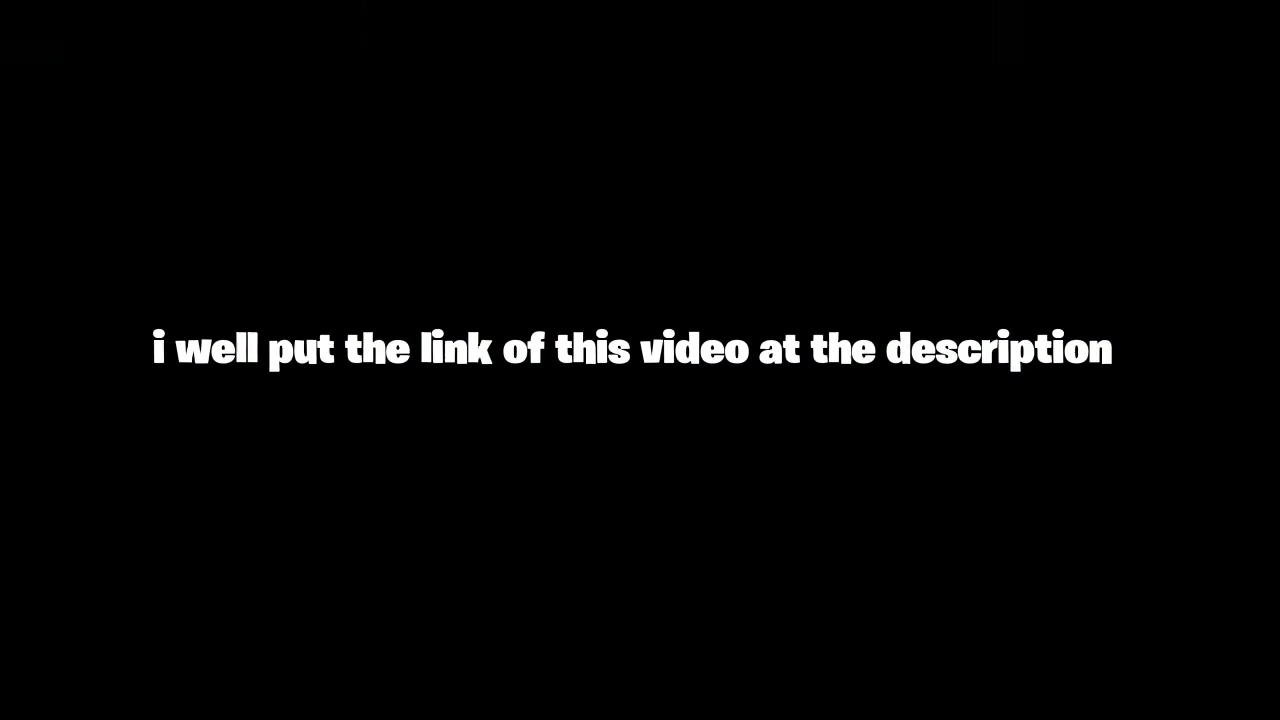 i well put the link of this video at the description